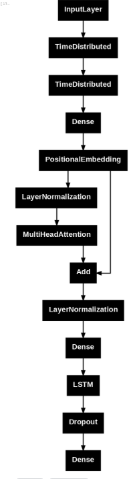 InputLayer
TimeDistributed
TimeDistributed
Dense
PositionalEmbedding
LayerNormalization
MultiHeadAttention
Add
LayerNormalization
Dense
LSTM
Dropout
Dense